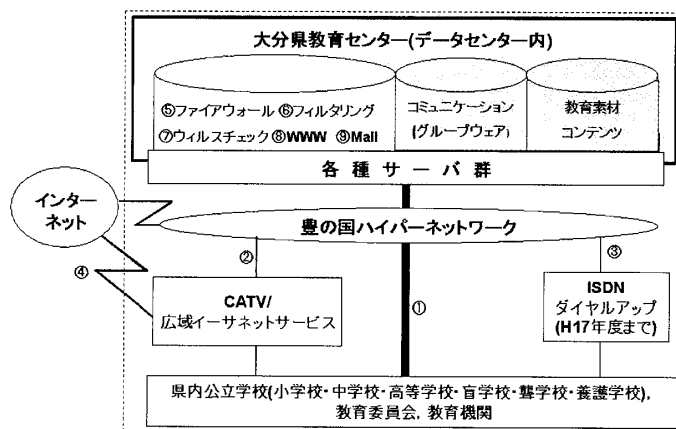 大分県教育センター(データセンター内)
⑤ファイアウォール ⑥フィルタリング
⑦ウィルスチェック ⑧WWW ⑨Mail
コミュニケーション
(グループウェア)
教育素材
コンテンツ
各種サーバ群
インター
ネット
豊の国ハイパーネットワーク
②
③
④
CATV/
広域イーサネットサービス
①
ISDN
ダイヤルアップ
(H17年度まで)
県内公立学校(小学校・中学校・高等学校・盲学校・聾学校・養護学校),
教育委員会, 教育機関